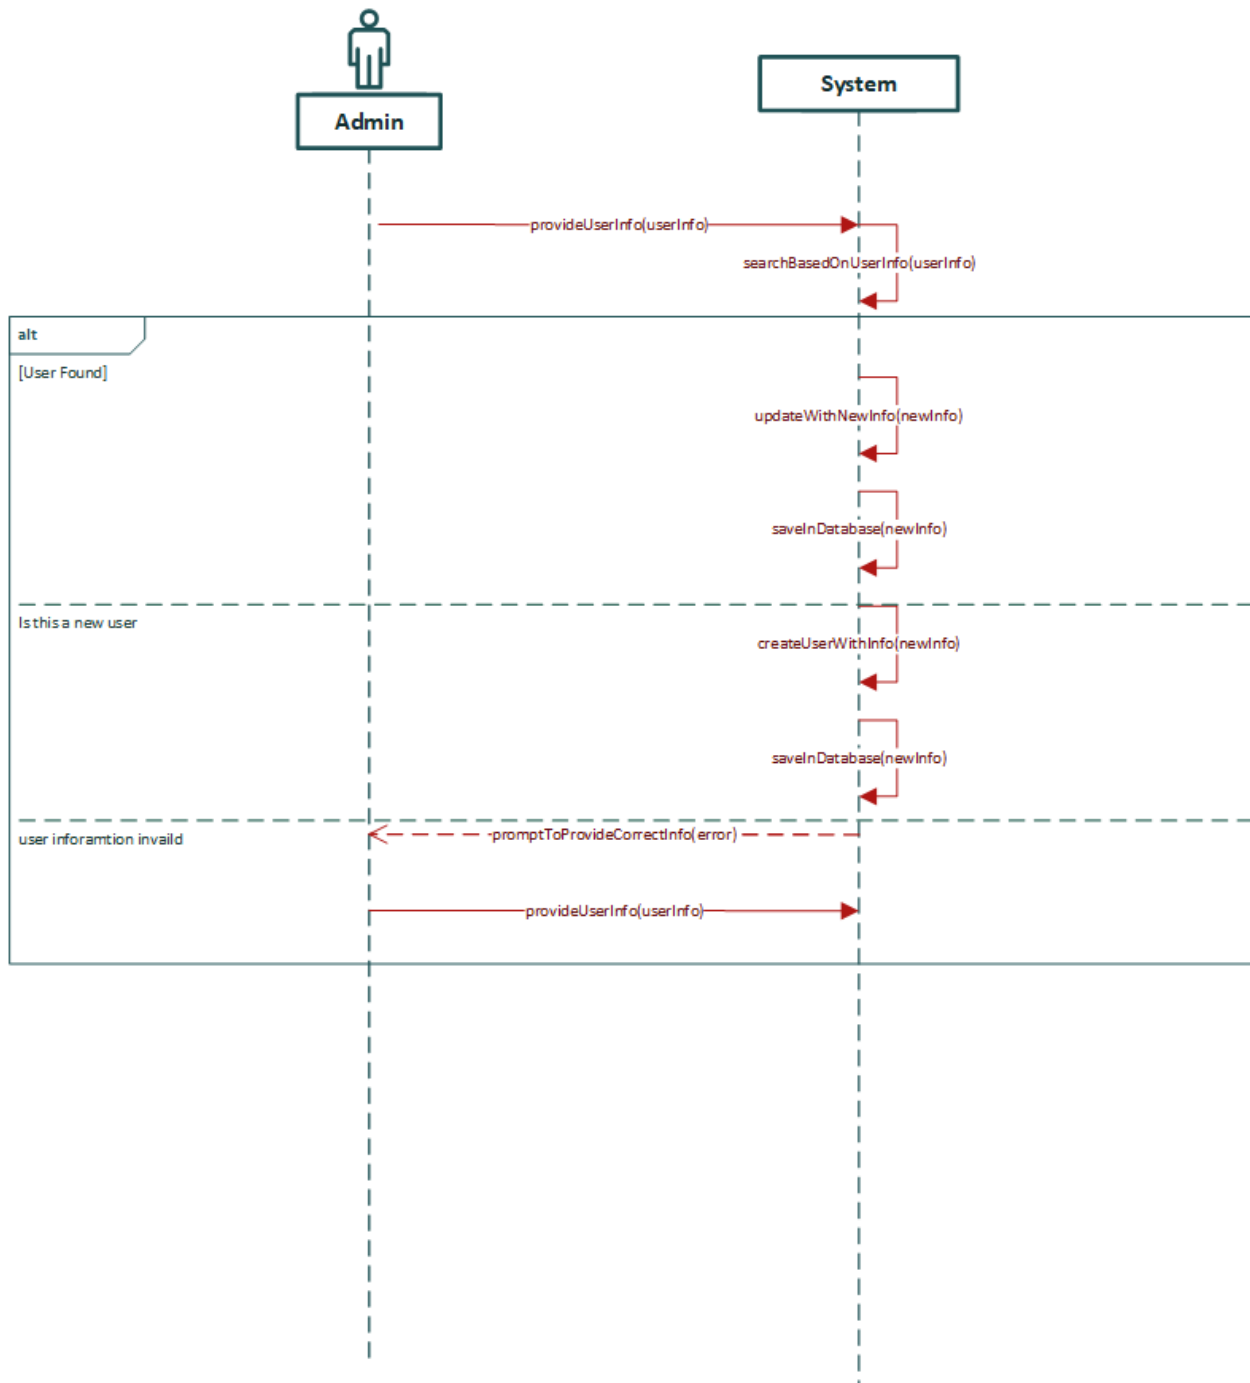 Admin
System
provideUserInfo(userInfo)
searchBasedOnUserInfo(userInfo)
alt
[User Found]
updateWithNewInfo(newInfo)
saveInDatabase(newInfo)
Is this a new user
createUserWithInfo(newInfo)
saveInDatabase(newInfo)
user inforamtion invaild
promptToProvideCorrectInfo(error)
provideUserInfo(userInfo)